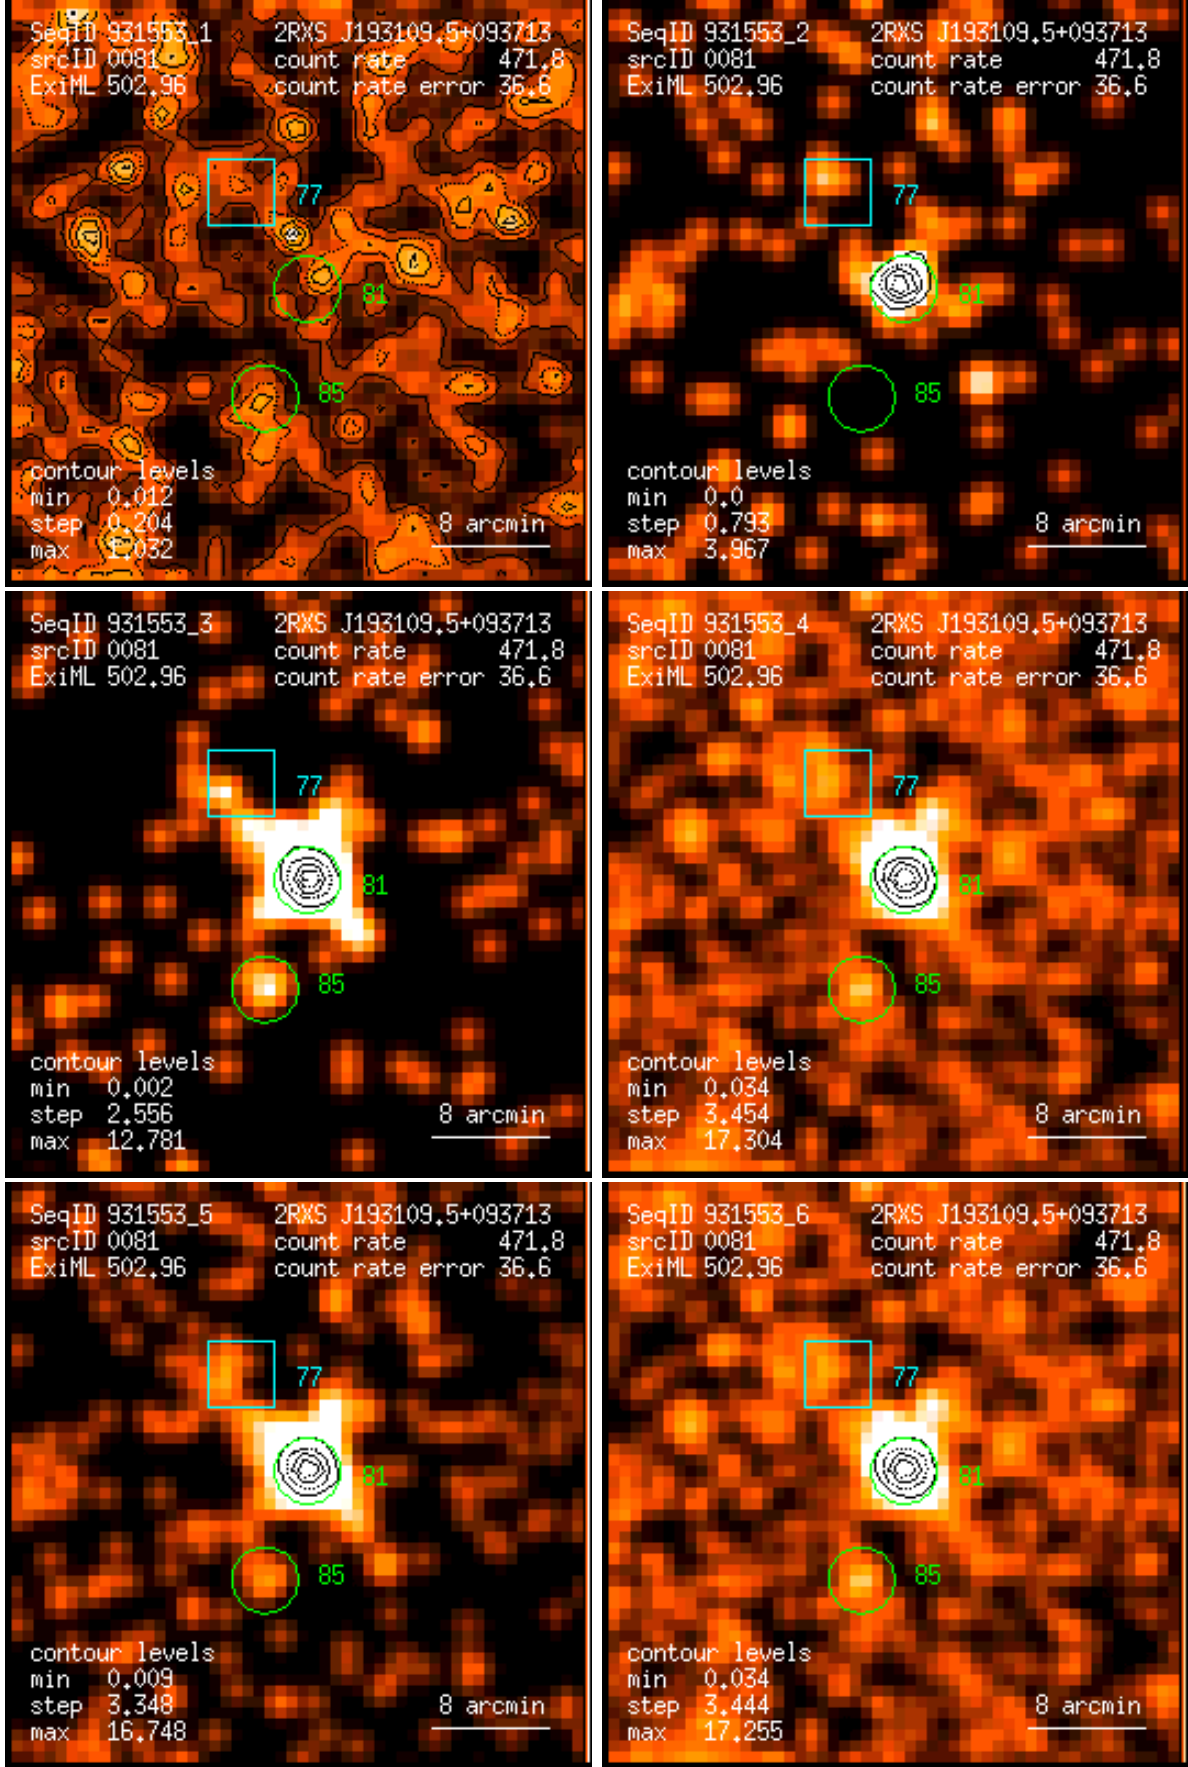 SeqID 931553_1 2RXS J193109.5+093713
srcID 0081 count rate 471.8
ExiML 502.96 count rate error 36.6
77
81
85
contour levels
min 0.012
step 0.204 8 arcmin
max 1.032
SeqID 931553_2 2RXS J193109.5+093713
srcID 0081 count rate 471.8
ExiML 502.96 count rate error 36.6
77
81
85
contour levels
min 0.0
step 0.793 8 arcmin
max 3.967
SeqID 931553_3 2RXS J193109.5+093713
srcID 0081 count rate 471.8
ExiML 502.96 count rate error 36.6
77
81
85
contour levels
min 0.002
step 2.556 8 arcmin
max 12.781
SeqID 931553_4 2RXS J193109.5+093713
srcID 0081 count rate 471.8
ExiML 502.96 count rate error 36.6
77
81
85
contour levels
min 0.034
step 3.454 8 arcmin
max 17.304
SeqID 931553_5 2RXS J193109.5+093713
srcID 0081 count rate 471.8
ExiML 502.96 count rate error 36.6
77
81
85
contour levels
min 0.009
step 3.348 8 arcmin
max 16.748
SeqID 931553_6 2RXS J193109.5+093713
srcID 0081 count rate 471.8
ExiML 502.96 count rate error 36.6
77
81
85
contour levels
min 0.034
step 3.444 8 arcmin
max 17.255